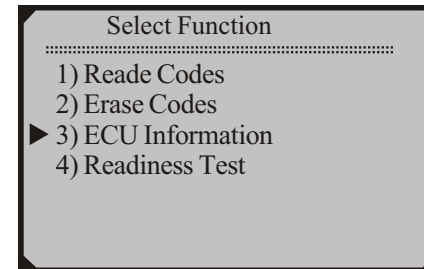 Select Function
1) Reade Codes
2) Erase Codes
3) ECU Information
4) Readiness Test